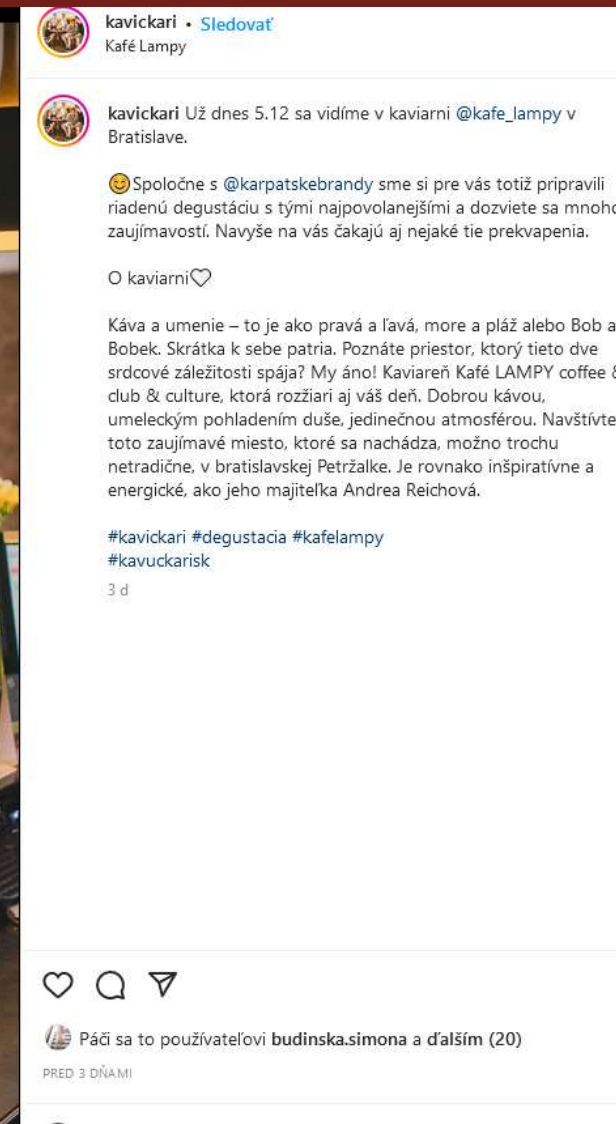 kavickari • Sledovať
Kafé Lampy
kavickari Už dnes 5.12 sa vidíme v kaviarni @kafe_lampy v
Bratislave.
😊Spoločne s @karpatskebrandy sme si pre vás totiž pripravili
riadenú degustáciu s tými najpovolanejšími a dozviete sa mnoho
zaujímavostí. Navyše na vás čakajú aj nejaké tie prekvapenia.
O kaviarni♡
Káva a umenie – to je ako pravá a ľavá, more a pláž alebo Bob a
Bobek. Skrátka k sebe patria. Poznáte priestor, ktorý tieto dve
srdcové záležitosti spája? My áno! Kaviareň Kafé LAMPY coffee &
club & culture, ktorá rozžiari aj váš deň. Dobrou kávou,
umeleckým pohladením duše, jedinečnou atmosférou. Navštívte
toto zaujímavé miesto, ktoré sa nachádza, možno trochu
netradične, v bratislavskej Petržalke. Je rovnako inšpiratívne a
energické, ako jeho majiteľka Andrea Reichová.
#kavickari #degustacia #kafelampy
#kavuckarisk
3 d
Páči sa to používateľovi budinska.simona a ďalším (20)
PRED 3 DŇAMI